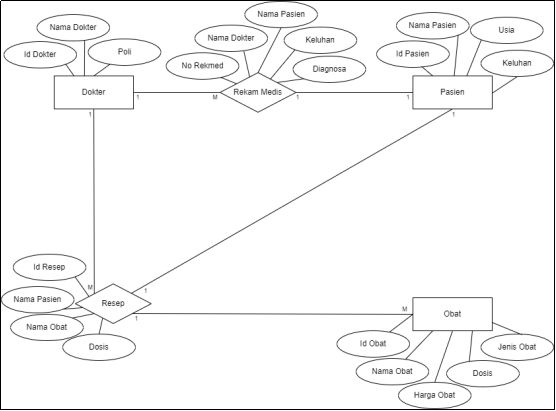 Nama Pasien
Nama Dokter
Nama Pasien
Usia
Nama Dokter
Keluhan
Id Dokter
Poli
Id Pasien
No Rekmed
Diagnosa
Keluhan
Dokter
Rekam Medis
Pasien
1
M
1
1
1
1
Id Resep
M
1
Nama Pasien
Resep
1
M
Obat
Nama Obat
Dosis
Id Obat
Jenis Obat
Nama Obat
Dosis
Harga Obat